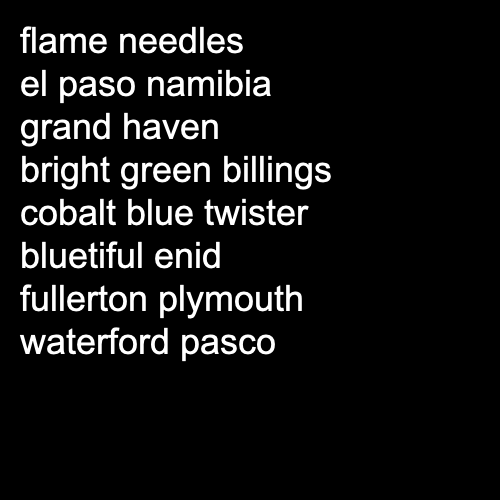 flame needles
el paso namibia
grand haven
bright green billings
cobalt blue twister
bluetiful enid
fullerton plymouth
waterford pasco